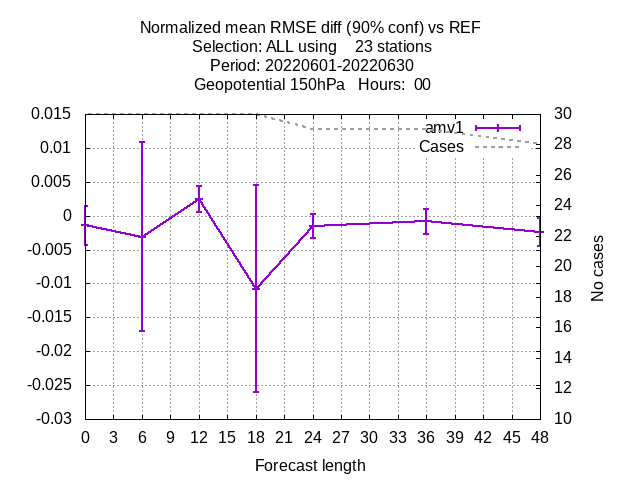 Normalized mean RMSE diff (90% conf) vs REF
Selection: ALL using 23 stations
Period: 20220601-20220630
Geopotential 150hPa Hours: 00
amv1
Cases
0.015
0.01
0.005
0
-0.005
-0.01
-0.015
-0.02
-0.025
-0.03
30
28
26
24
22
20
18
16
14
12
10
No cases
0 3 6 9 12 15 18 21 24 27 30 33 36 39 42 45 48
Forecast length